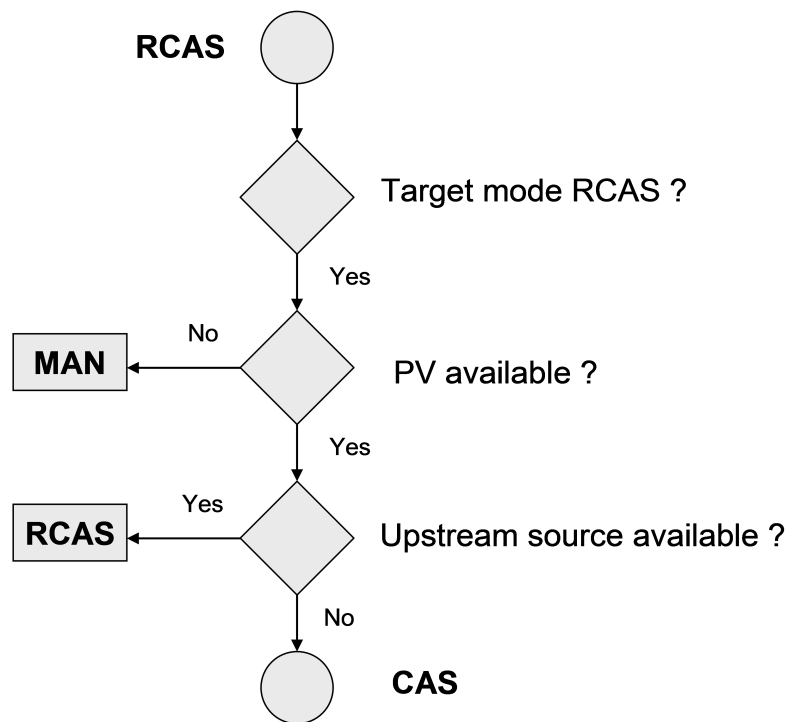 RCAS
Target mode RCAS ?
Yes
No
MAN
PV available ?
Yes
Yes
RCAS
Upstream source available ?
No
CAS